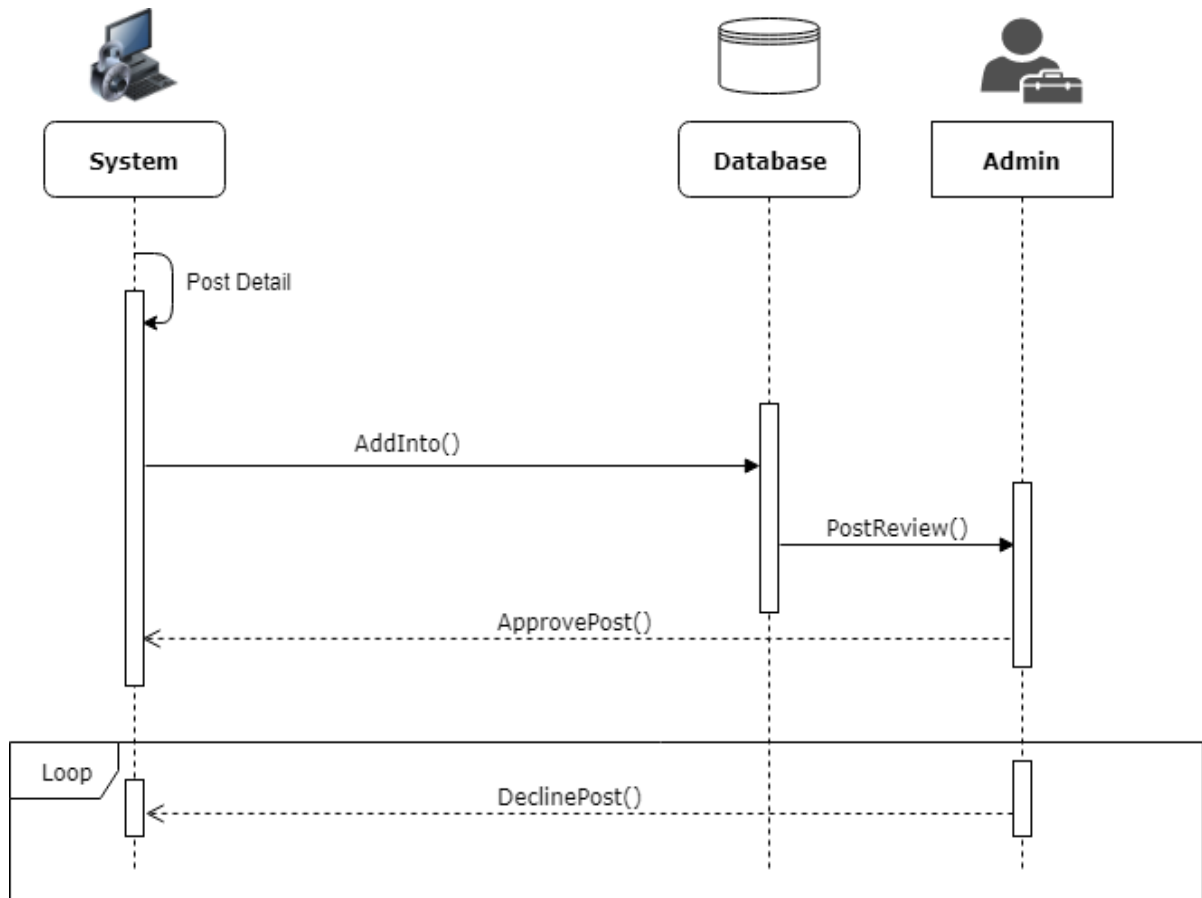 System
Database
Admin
Post Detail
AddInto()
PostReview()
ApprovePost()
Loop
DeclinePost()